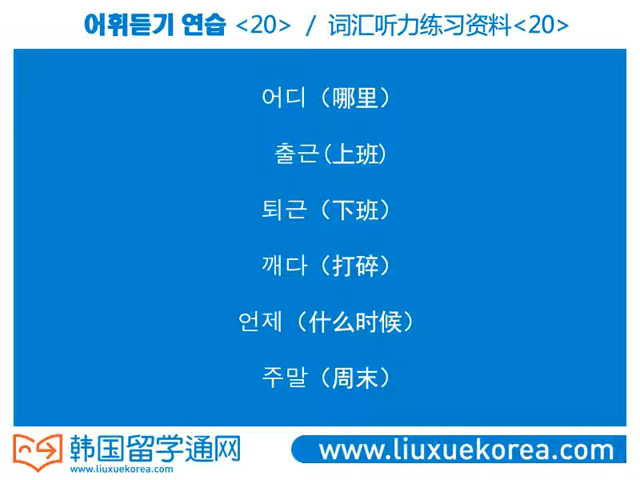 어휘듣기 연습 <20> / 词汇听力练习资料<20>
어디（哪里）
출근(上班)
퇴근（下班）
깨다（打碎）
언제（什么时候）
주말（周末）
韩国留学通网
www.liuxuekorea.com
www.liuxuekorea.com